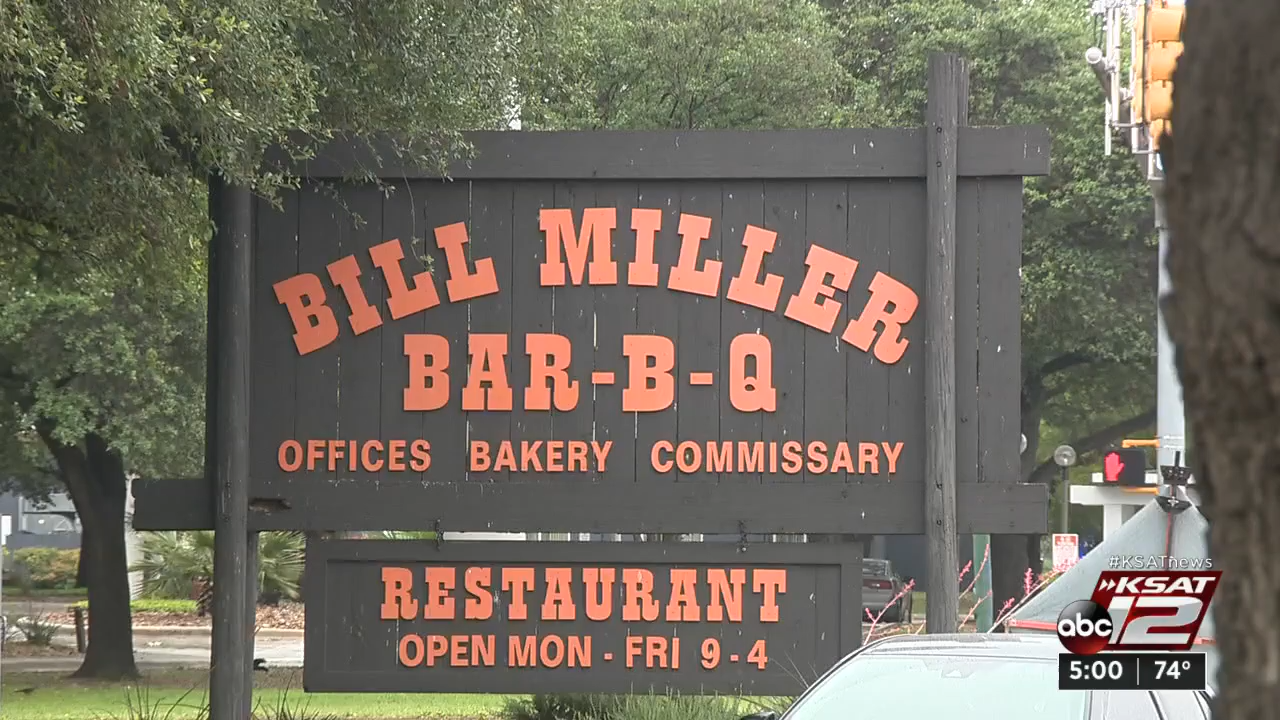 BILL MILLER
BAR-B-Q
OFFICES BAKERY COMMISSARY
RESTAURANT
OPEN MON - FRI 9-4
#KSATnews
KSAT
abc 12
5:00 74°